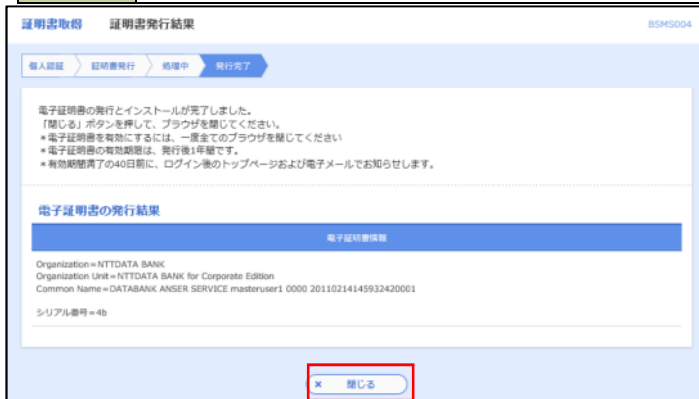 証明書取得 証明書発行結果 BSMS004
個人認証 証明書発行 処理中 発行完了
電子証明書の発行とインストールが完了しました。
「閉じる」ボタンを押して、ブラウザを閉じてください。
＊電子証明書を有効にするには、一度全てのブラウザを閉じてください
＊電子証明書の有効期限は、発行後1年間です。
＊有効期間満了の40日前に、ログイン後のトップページおよび電子メールでお知らせします。
電子証明書の発行結果
電子証明書情報
Organization=NTTDATA BANK
Organization Unit=NTTDATA BANK for Corporate Edition
Common Name=DATABANK ANSER SERVICE masteruser1 0000 20110214145932420001
シリアル番号=4b
× 閉じる